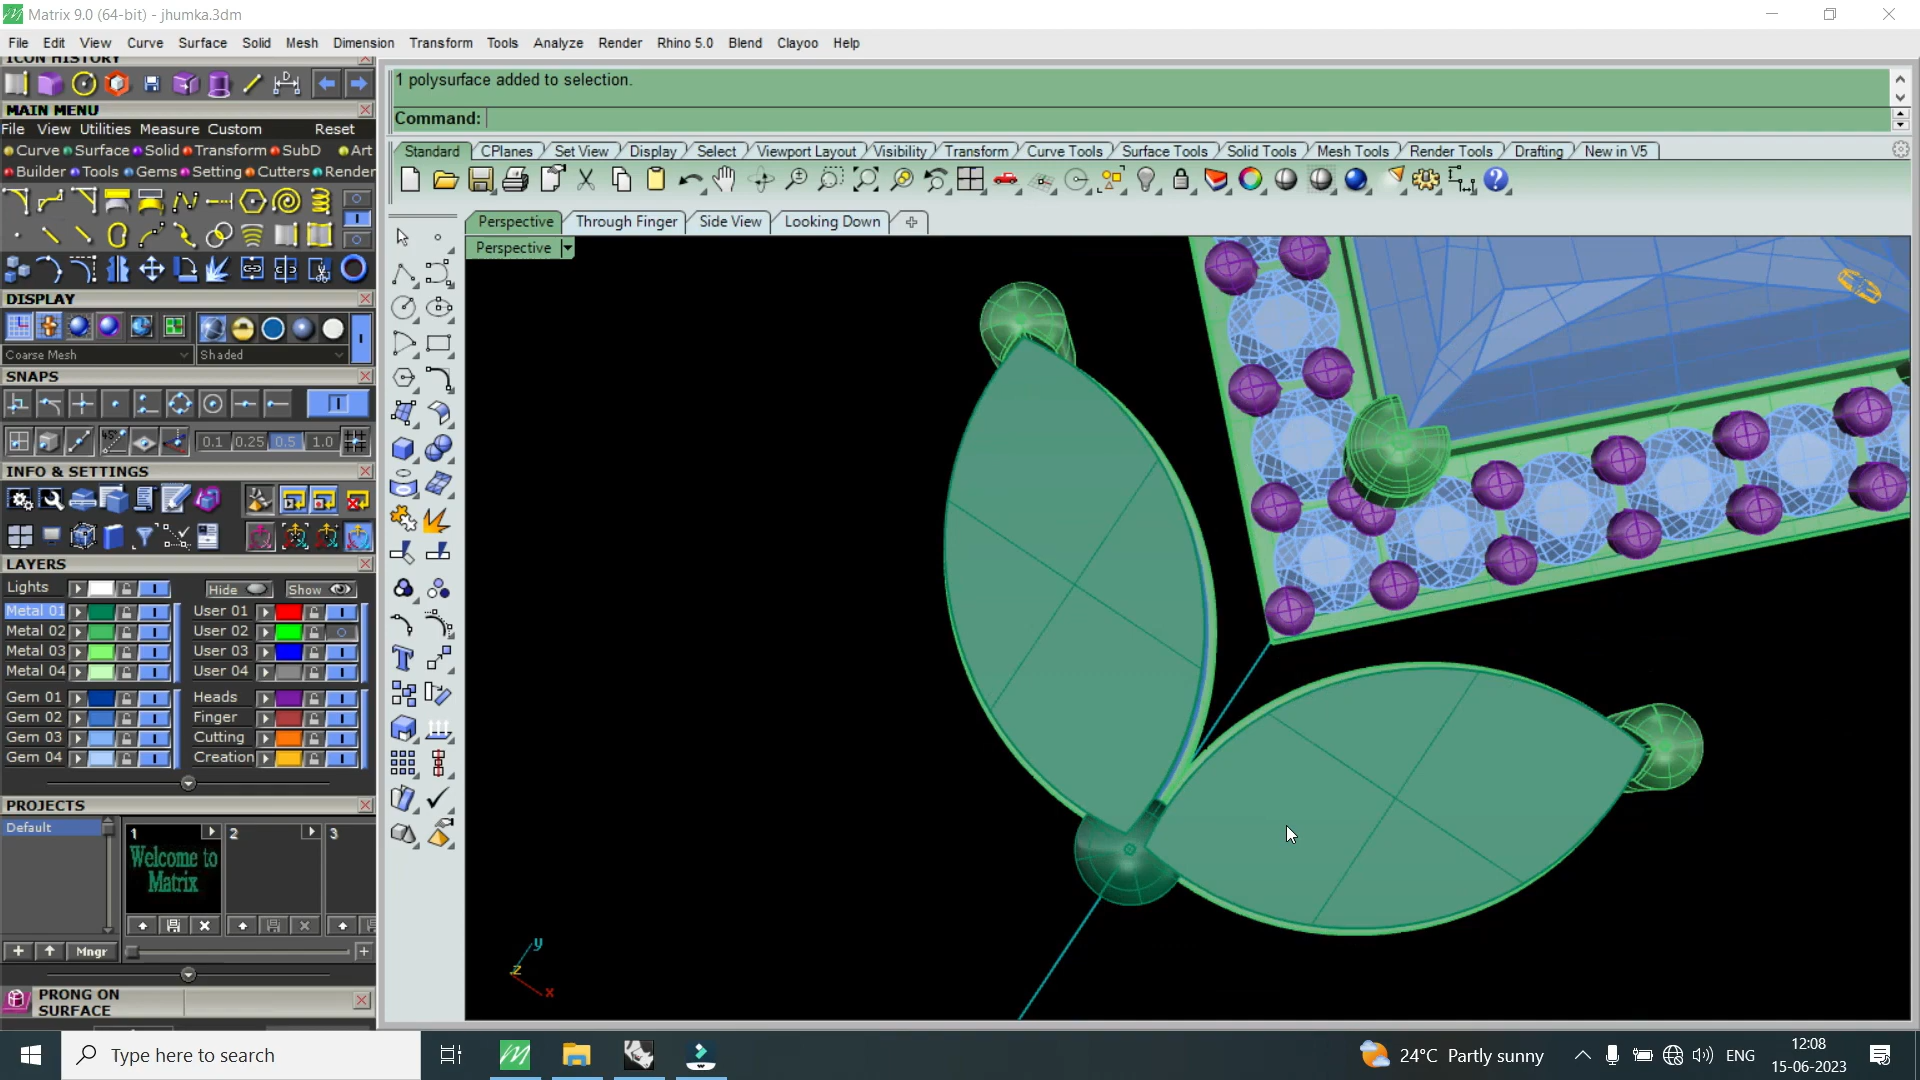 Matrix 9.0 (64-bit) - jhumka.3dm
File Edit View Curve Surface Solid Mesh Dimension Transform Tools Analyze Render Rhino 5.0 Blend Clayoo Help
ICON HISTORY
1 polysurface added to selection.
Command:
MAIN MENU
File View Utilities Measure Custom Reset
Curve Surface Solid Transform SubD Art
Builder Tools Gems Setting Cutters Render
Standard CPlanes Set View Display Select Viewport Layout Visibility Transform Curve Tools Surface Tools Solid Tools Mesh Tools Render Tools Drafting New in V5
Perspective Through Finger Side View Looking Down
Perspective
DISPLAY
Coarse Mesh Shaded
SNAPS
0.1 0.25 0.5 1.0
INFO & SETTINGS
LAYERS
Lights Hide Show
Metal 01 User 01
Metal 02 User 02
Metal 03 User 03
Metal 04 User 04
Gem 01 Heads
Gem 02 Finger
Gem 03 Cutting
Gem 04 Creation
PROJECTS
Default 1 2 3
Welcome to
Matrix
Mngr
PRONG ON
SURFACE
y
z
x
Type here to search
24°C Partly sunny
ENG
12:08
15-06-2023